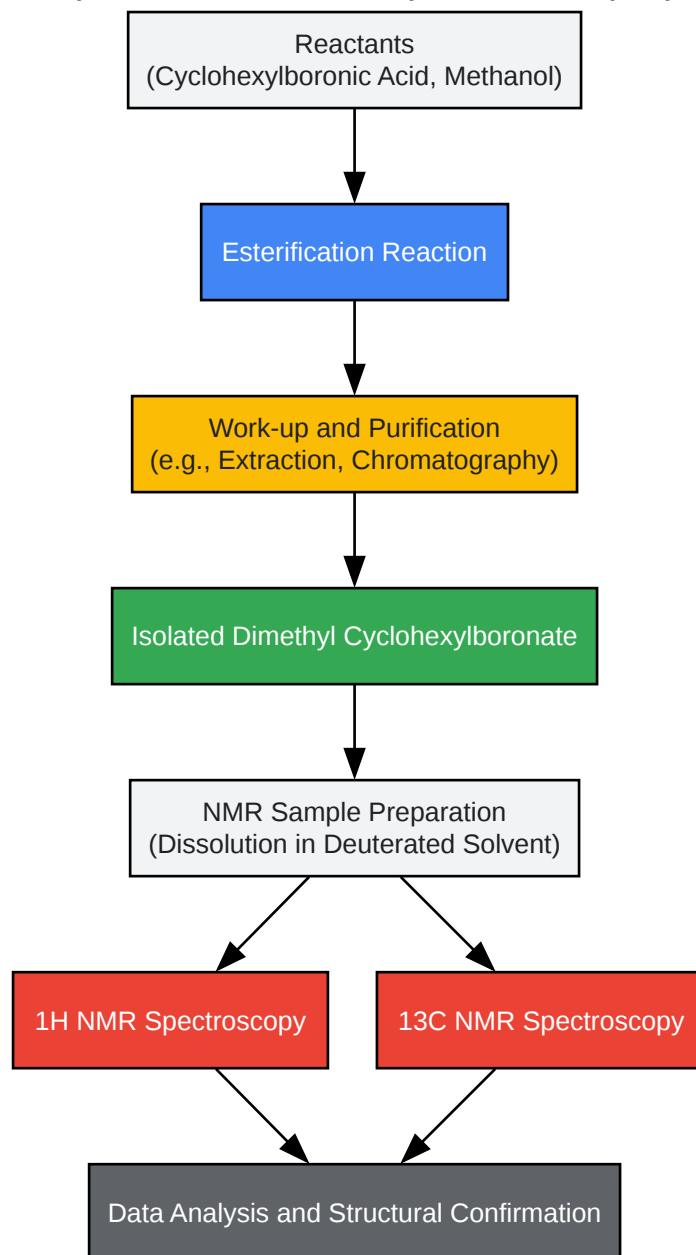 Reactants
(Cyclohexylboronic Acid, Methanol)
Esterification Reaction
Work-up and Purification
(e.g., Extraction, Chromatography)
Isolated Dimethyl Cyclohexylboronate
NMR Sample Preparation
(Dissolution in Deuterated Solvent)
1H NMR Spectroscopy
13C NMR Spectroscopy
Data Analysis and Structural Confirmation